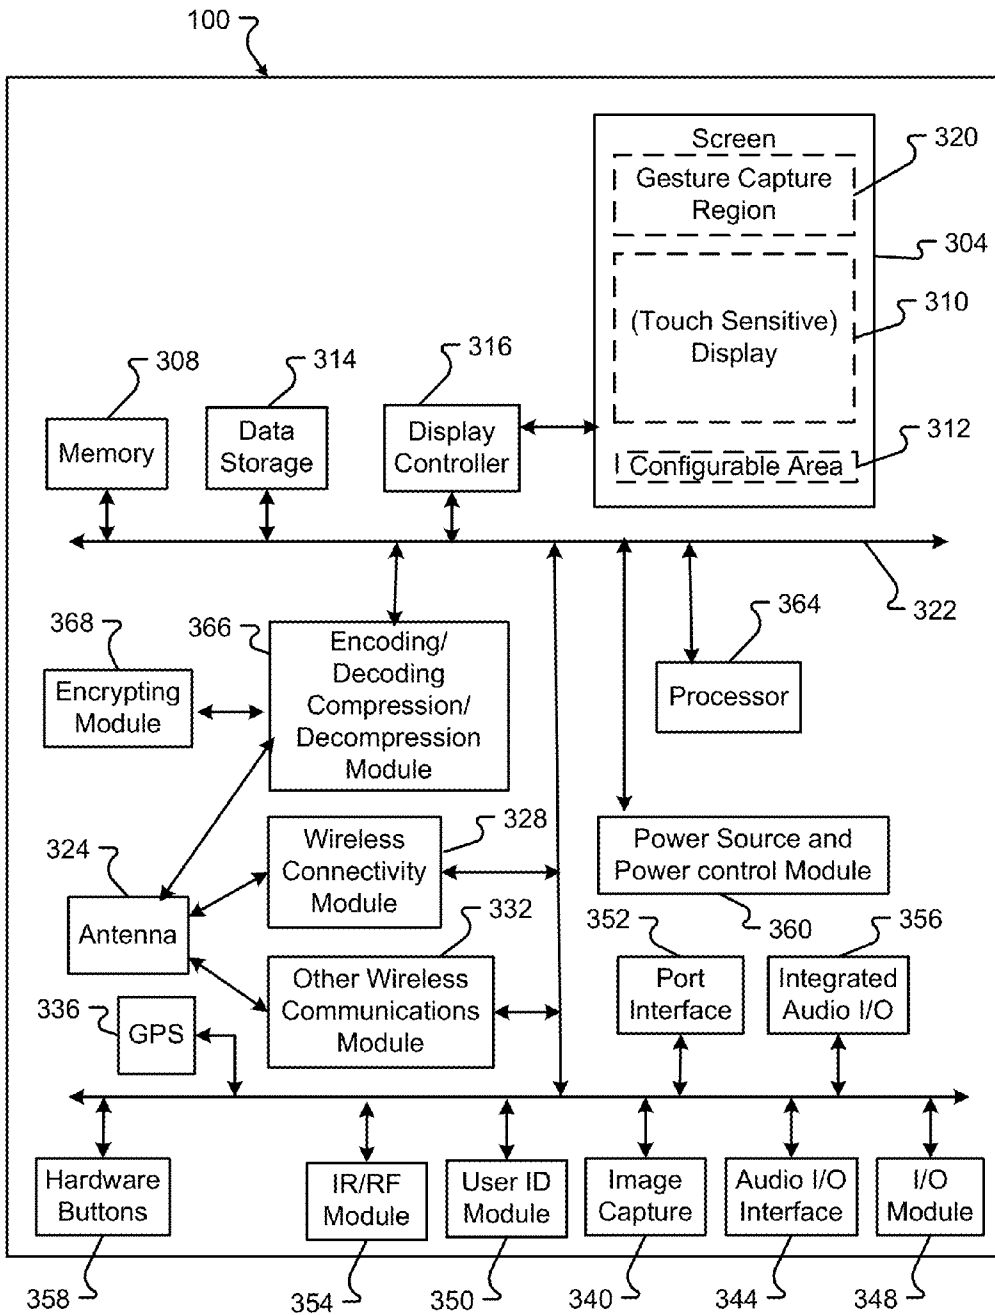 100
Screen
320
Gesture Capture
Region
304
310
(Touch Sensitive)
Display
308
314
316
312
Memory
Data
Storage
Display
Controller
Configurable Area
322
368
366
364
Encrypting
Module
Encoding/
Decoding
Compression/
Decompression
Module
Processor
324
Wireless
Connectivity
Module
328
Power Source and
Power control Module
332
352
360
356
Antenna
Other Wireless
Communications
Module
Port
Interface
Integrated
Audio I/O
336
GPS
Hardware
Buttons
IR/RF
Module
User ID
Module
Image
Capture
Audio I/O
Interface
I/O
Module
358
354
350
340
344
348